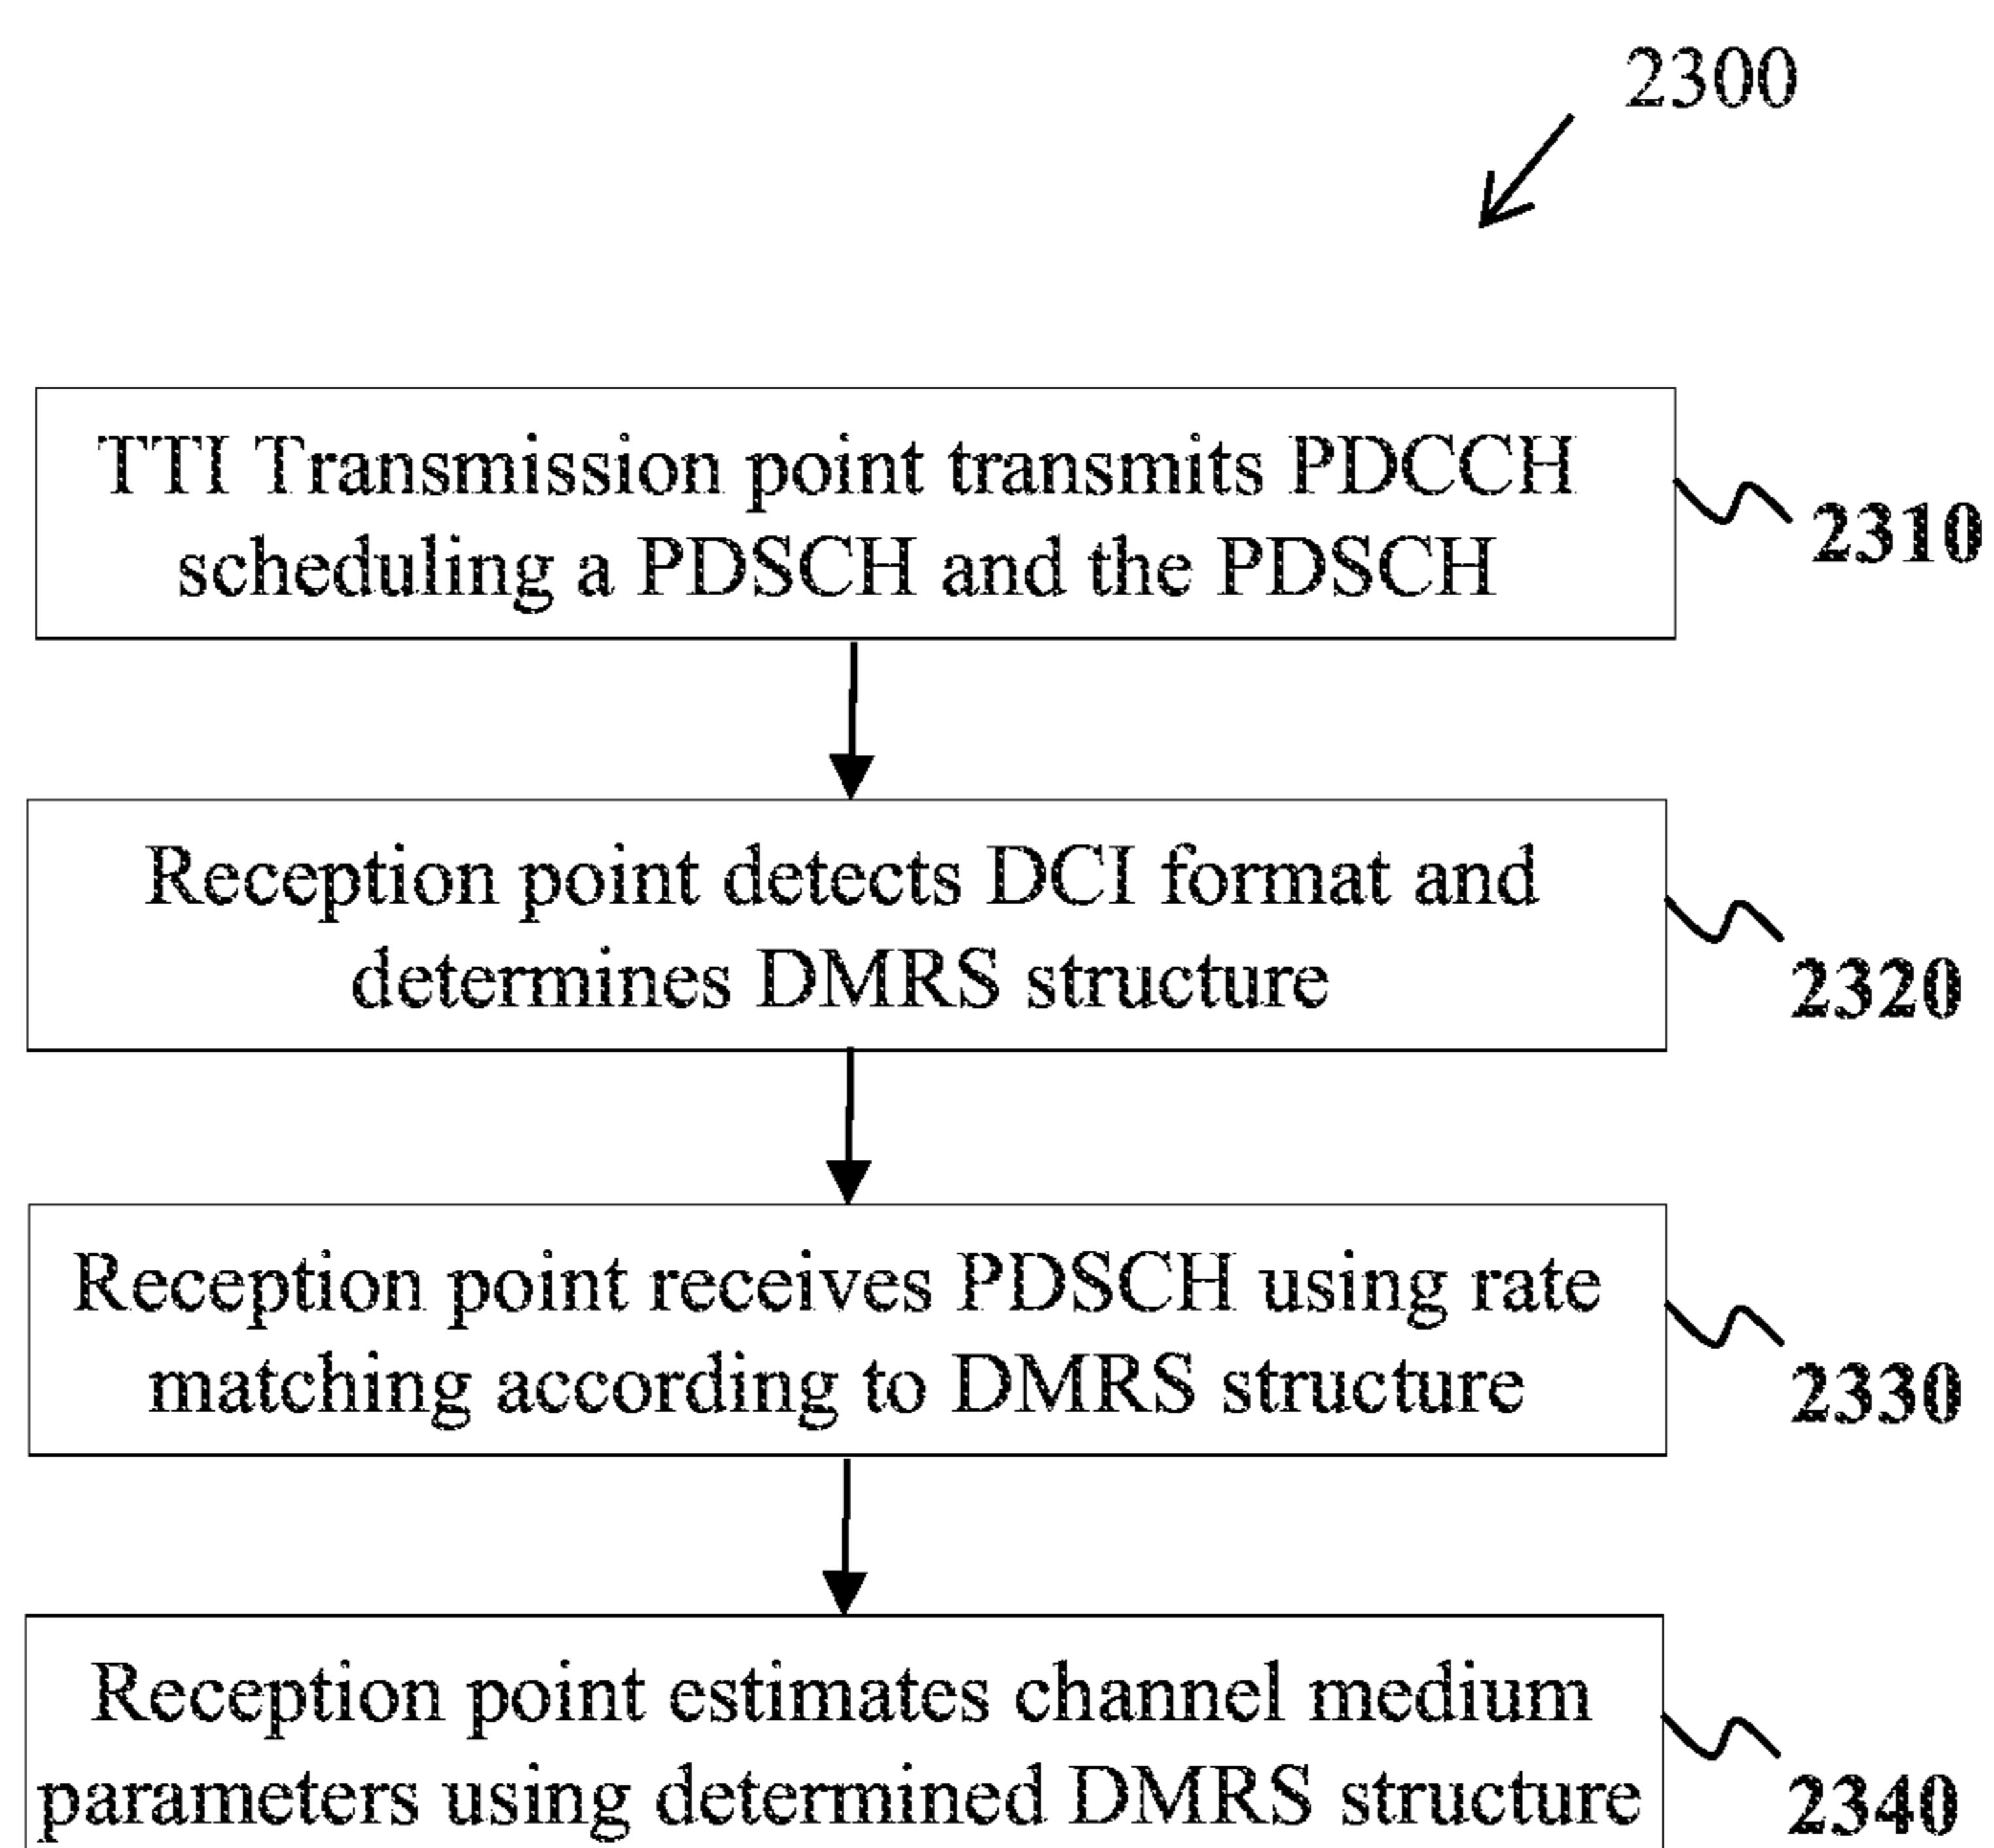 2300
TTI Transmission point transmits PDCCH
scheduling a PDSCH and the PDSCH
2310
Reception point detects DCI format and
determines DMRS structure
2320
Reception point receives PDSCH using rate
matching according to DMRS structure
2330
Reception point estimates channel medium
parameters using determined DMRS structure
2340